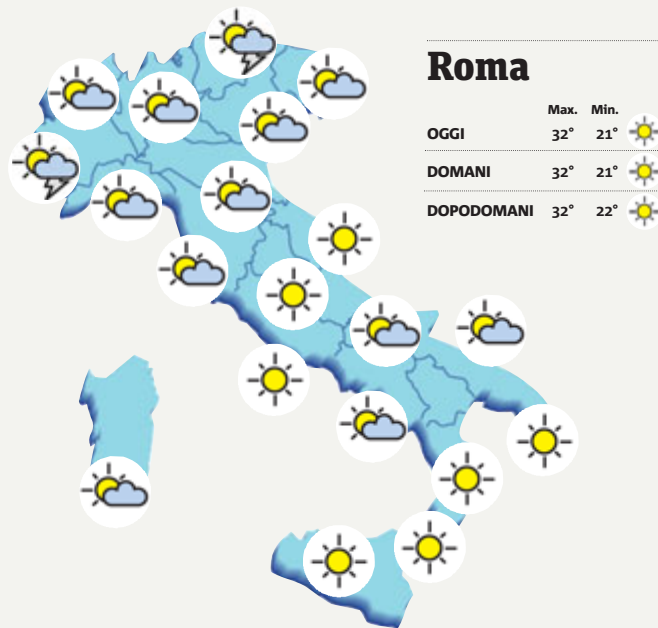 Roma
Max. Min.
OGGI 32° 21°
DOMANI 32° 21°
DOPODOMANI 32° 22°